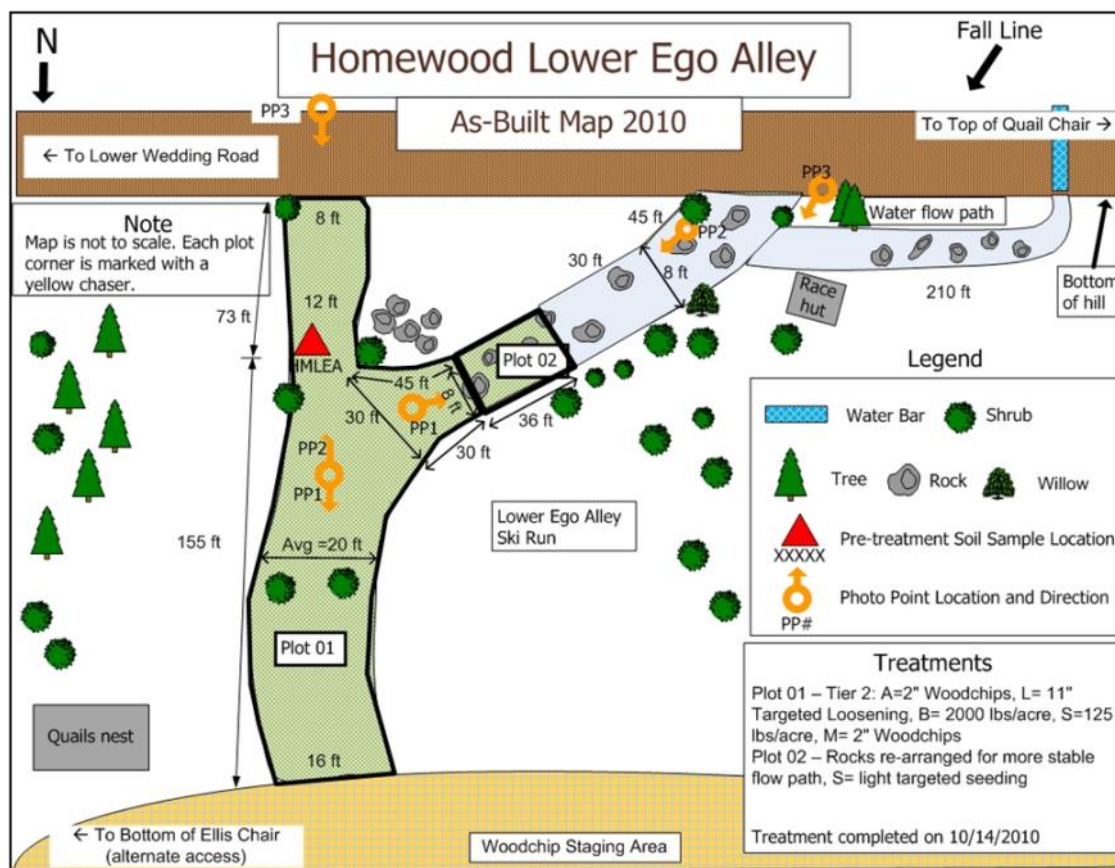 N
Homewood Lower Ego Alley
Fall Line
PP3
As-Built Map 2010
← To Lower Wedding Road
To Top of Quail Chair →
PP3
Note
Map is not to scale. Each plot
corner is marked with a
yellow chaser.
8 ft
45 ft
PP2
Water flow path
30 ft
8 ft
Race
hut
210 ft
Bottom
of hill
73 ft
12 ft
HMLEA
Plot 02
45 ft
8 ft
30 ft
PP1
36 ft
30 ft
PP2
PP1
155 ft
Avg =20 ft
Lower Ego Alley
Ski Run
Plot 01
Quails nest
16 ft
Legend
Water Bar
Shrub
Tree
Rock
Willow
Pre-treatment Soil Sample Location
XXXXX
Photo Point Location and Direction
PP#
Treatments
Plot 01 – Tier 2: A=2" Woodchips, L= 11"
Targeted Loosening, B= 2000 lbs/acre, S=125
lbs/acre, M= 2" Woodchips
Plot 02 – Rocks re-arranged for more stable
flow path, S= light targeted seeding
Treatment completed on 10/14/2010
← To Bottom of Ellis Chair
(alternate access)
Woodchip Staging Area